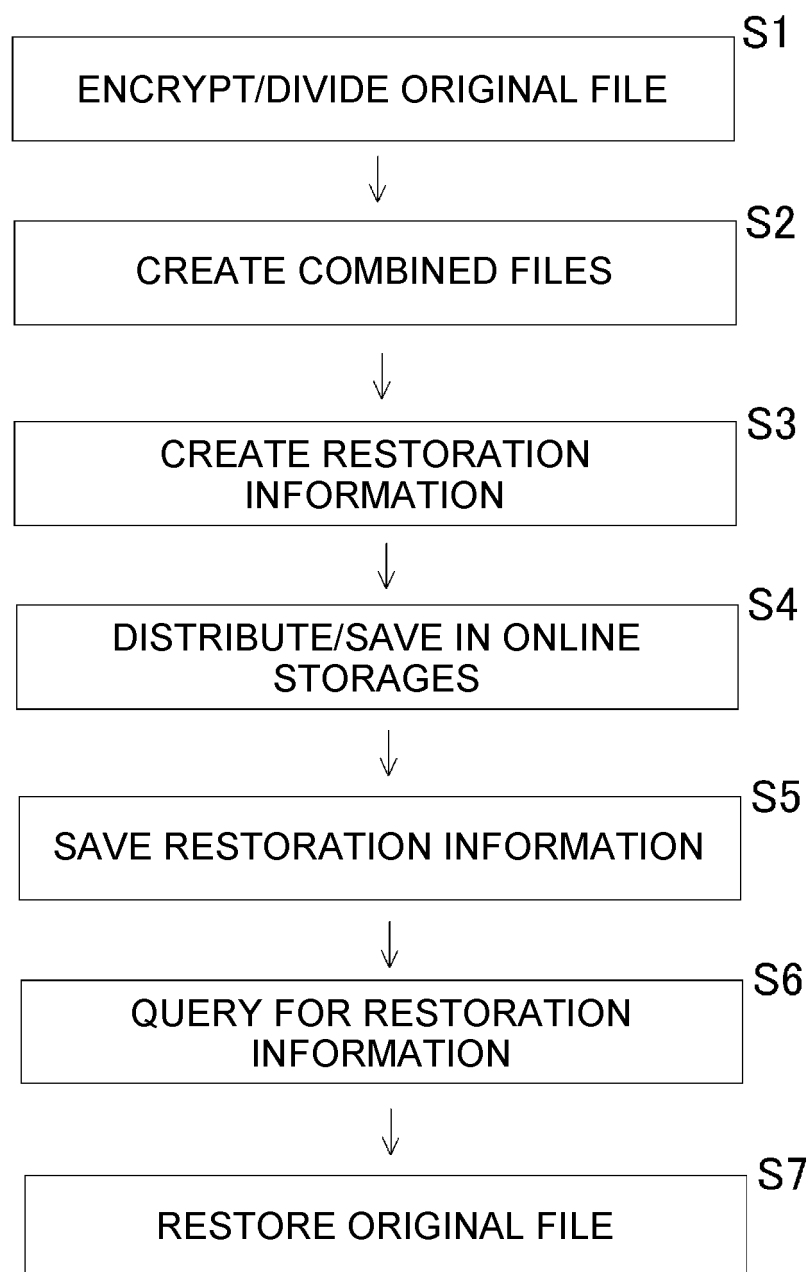 S1
ENCRYPT/DIVIDE ORIGINAL FILE
S2
CREATE COMBINED FILES
S3
CREATE RESTORATION
INFORMATION
S4
DISTRIBUTE/SAVE IN ONLINE
STORAGES
S5
SAVE RESTORATION INFORMATION
S6
QUERY FOR RESTORATION
INFORMATION
S7
RESTORE ORIGINAL FILE